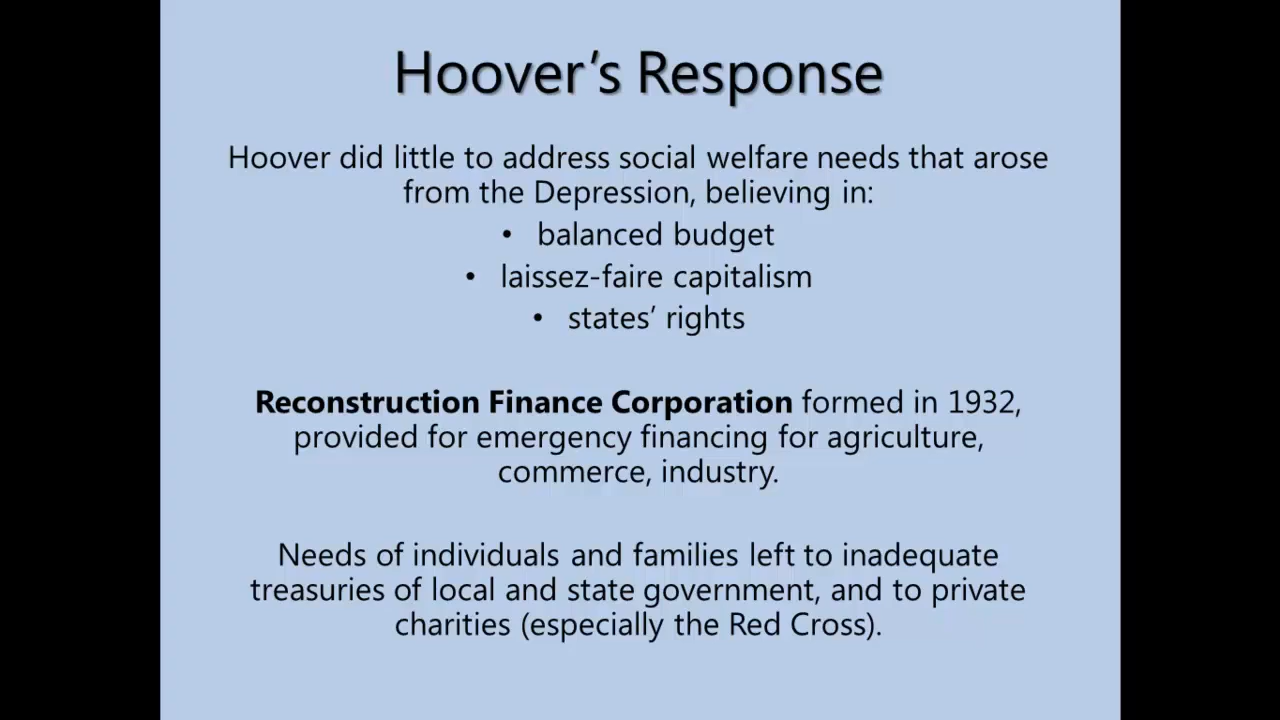 Hoover’s Response
Hoover did little to address social welfare needs that arose
from the Depression, believing in:
• balanced budget
• laissez-faire capitalism
• states’ rights
Reconstruction Finance Corporation formed in 1932,
provided for emergency financing for agriculture,
commerce, industry.
Needs of individuals and families left to inadequate
treasuries of local and state government, and to private
charities (especially the Red Cross).